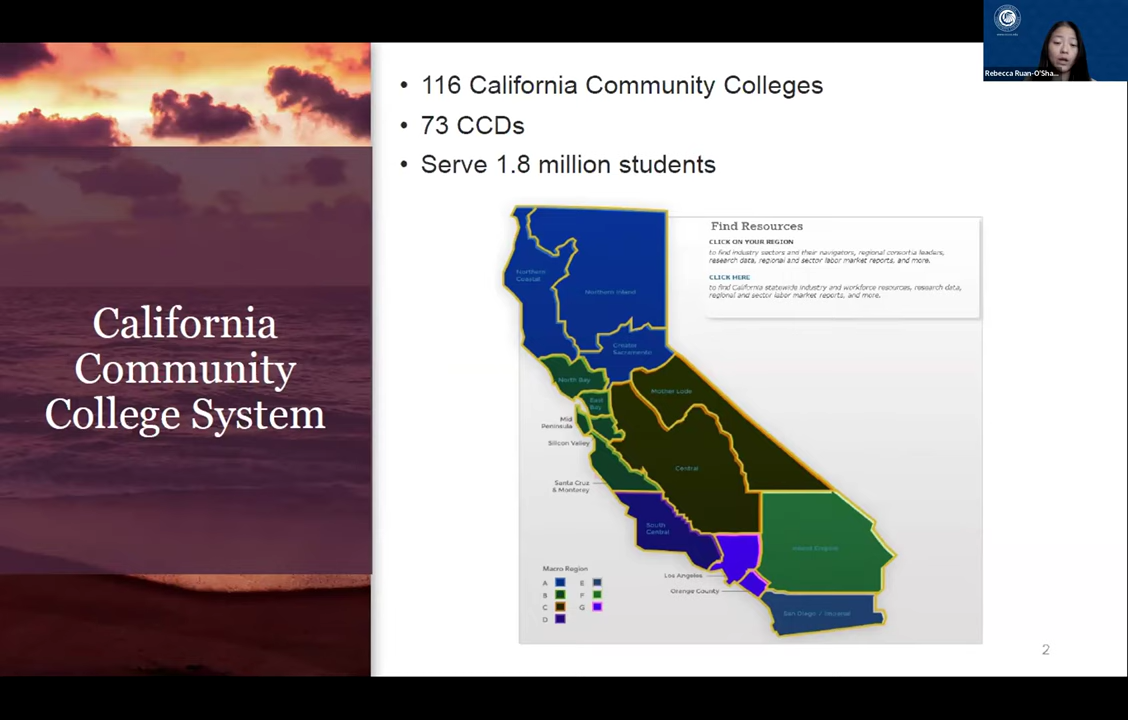 Rebecca Ruan-O'Sha...
• 116 California Community Colleges
• 73 CCDs
• Serve 1.8 million students
California
Community
College System
Find Resources
CLICK ON YOUR REGION
to find industry sectors and their navigators, regional consortia leaders,
research data, regional and sector labor market reports, and more.
CLICK HERE
to find California statewide industry and workforce resources, research data,
regional and sector labor market reports, and more.
Northern
Coastal
Northern Inland
Greater
Sacramento
North Bay
East
Bay
Mother Lode
Mid
Peninsula
Silicon Valley
Central
Santa Cruz
& Monterey
South
Central
Inland Empire
Los Angeles
Orange County
San Diego / Imperial
Macro Region
A E
B F
C G
D
2